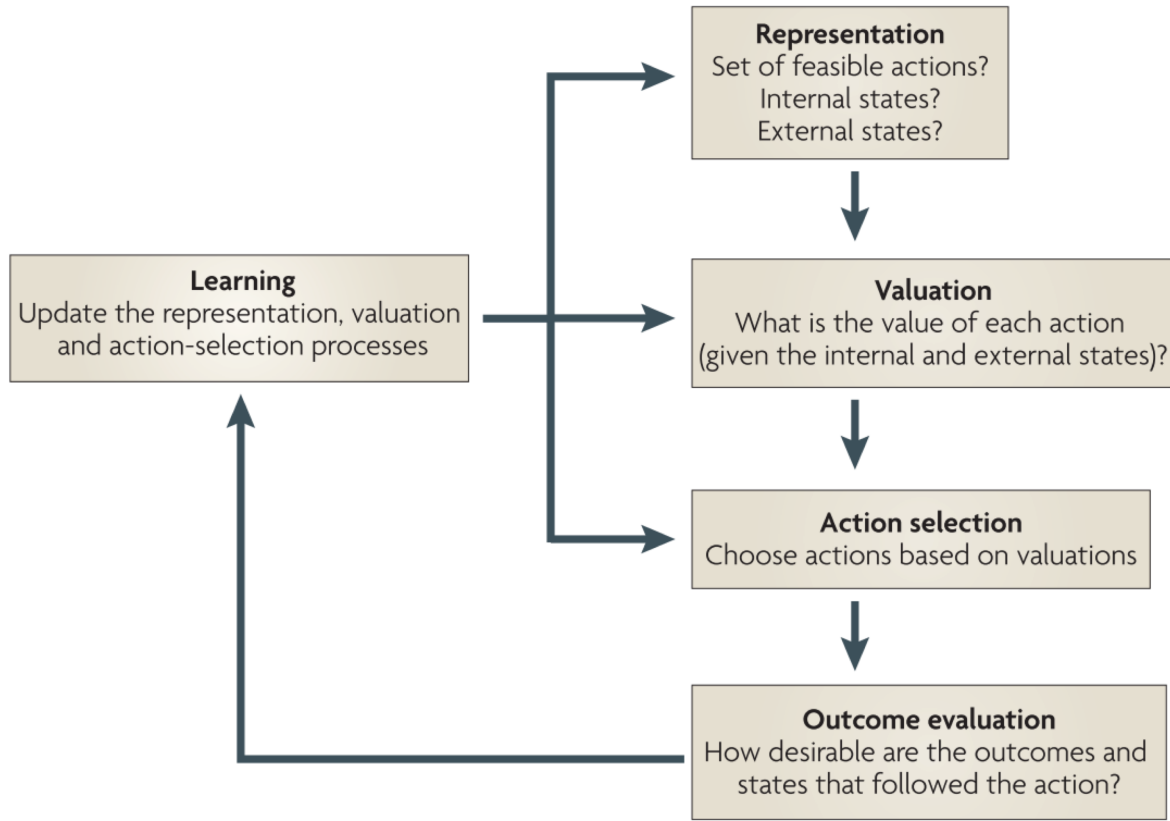 Representation
Set of feasible actions?
Internal states?
External states?
Learning
Update the representation, valuation
and action-selection processes
Valuation
What is the value of each action
(given the internal and external states)?
Action selection
Choose actions based on valuations
Outcome evaluation
How desirable are the outcomes and
states that followed the action?